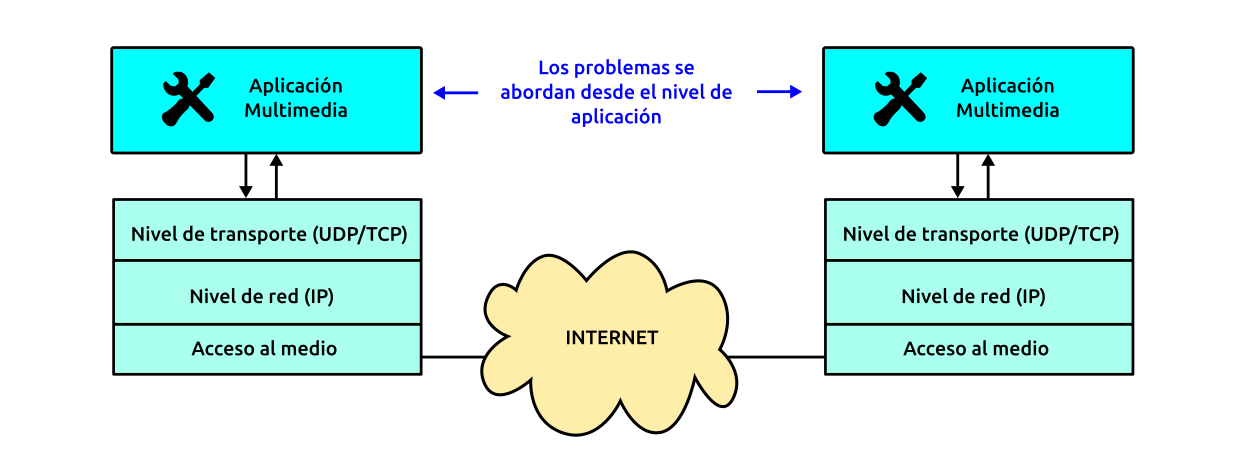 Aplicación
Multimedia
Los problemas se
abordan desde el nivel de
aplicación
Aplicación
Multimedia
Nivel de transporte (UDP/TCP)
Nivel de red (IP)
Acceso al medio
INTERNET
Nivel de transporte (UDP/TCP)
Nivel de red (IP)
Acceso al medio